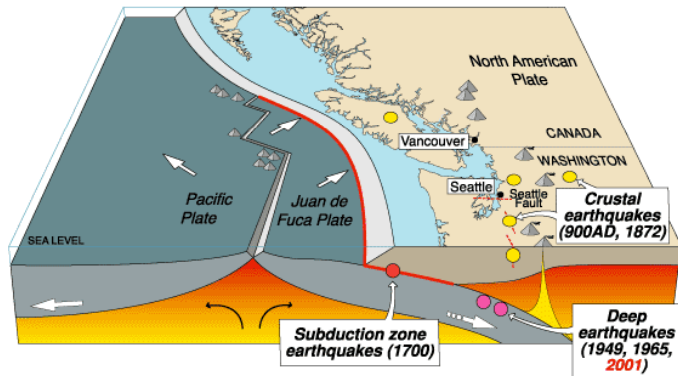 North American
Plate
Vancouver
CANADA
WASHINGTON
Seattle
Seattle
Fault
Pacific
Plate
Juan de
Fuca Plate
Crustal
earthquakes
(900AD, 1872)
SEA LEVEL
Subduction zone
earthquakes (1700)
Deep
earthquakes
(1949, 1965,
2001)